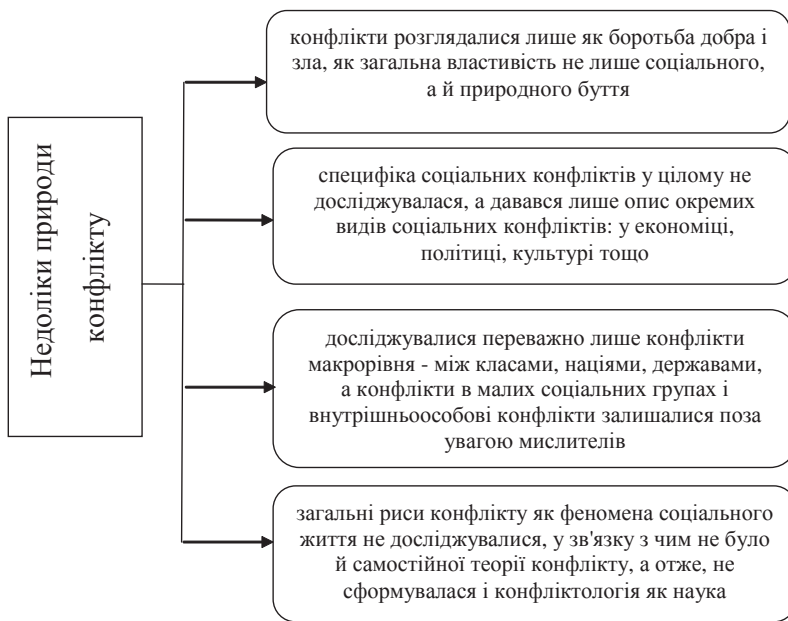 Недоліки природи
конфлікту
конфлікти розглядалися лише як боротьба добра і
зла, як загальна властивість не лише соціального,
а й природного буття
специфіка соціальних конфліктів у цілому не
досліджувалася, а давався лише опис окремих
видів соціальних конфліктів: у економіці,
політиці, культурі тощо
досліджувалися переважно лише конфлікти
макрорівня - між класами, націями, державами,
а конфлікти в малих соціальних групах і
внутрішньоособові конфлікти залишалися поза
увагою мислителів
загальні риси конфлікту як феномена соціального
життя не досліджувалися, у зв'язку з чим не було
й самостійної теорії конфлікту, а отже, не
сформувалася і конфліктологія як наука